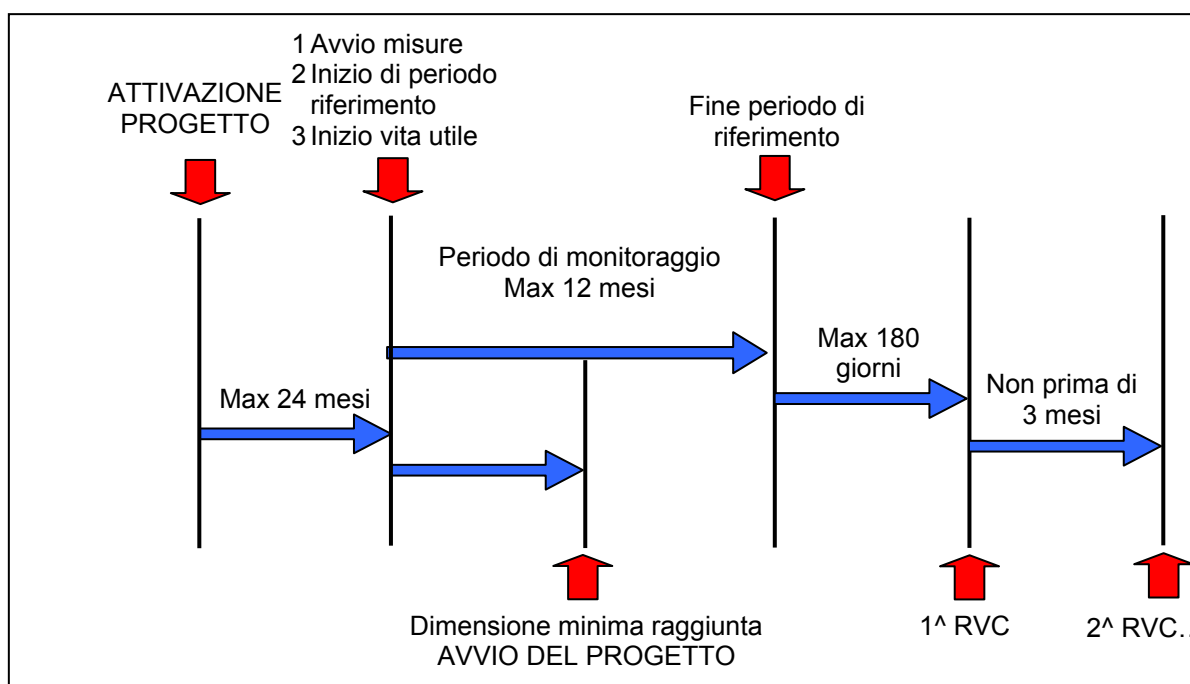 ATTIVAZIONE
PROGETTO
1 Avvio misure
2 Inizio di periodo
riferimento
3 Inizio vita utile
Fine periodo di
riferimento
Periodo di monitoraggio
Max 12 mesi
Max 180
giorni
Non prima di
3 mesi
Max 24 mesi
Dimensione minima raggiunta
AVVIO DEL PROGETTO
1^ RVC
2^ RVC..